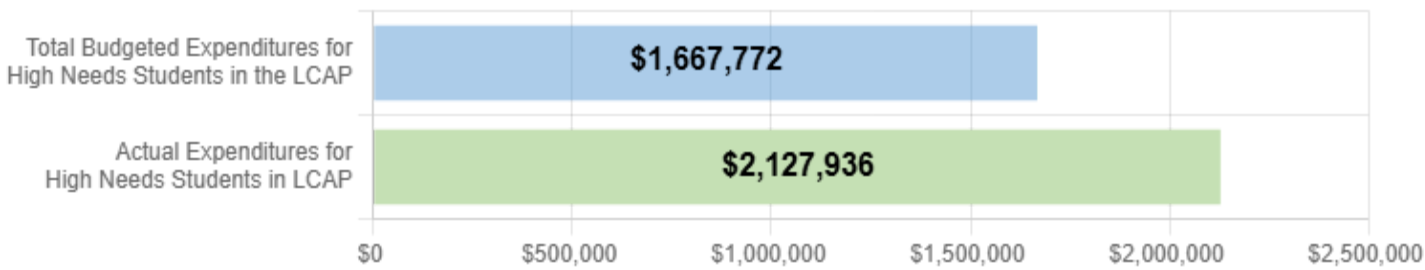 Total Budgeted Expenditures for
High Needs Students in the LCAP
$1,667,772
Actual Expenditures for
High Needs Students in LCAP
$2,127,936
$0 $500,000 $1,000,000 $1,500,000 $2,000,000 $2,500,000